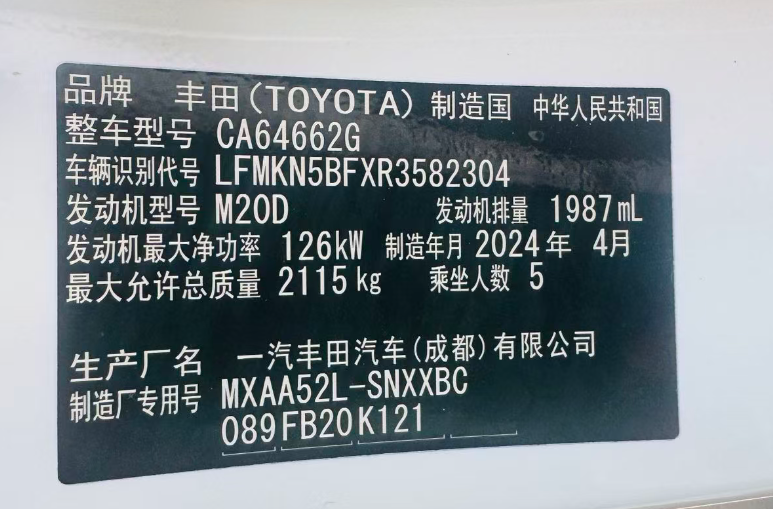 品牌 丰田(TOYOTA) 制造国 中华人民共和国
整车型号 CA64662G
车辆识别代号 LFMKN5BFXR3582304
发动机型号 M20D 发动机排量 1987mL
发动机最大净功率 126kW 制造年月 2024年 4月
最大允许总质量 2115kg 乘坐人数 5
生产厂名 一汽丰田汽车(成都)有限公司
制造厂专用号 MXAA52L-SNXXBC
089 FB20 K121